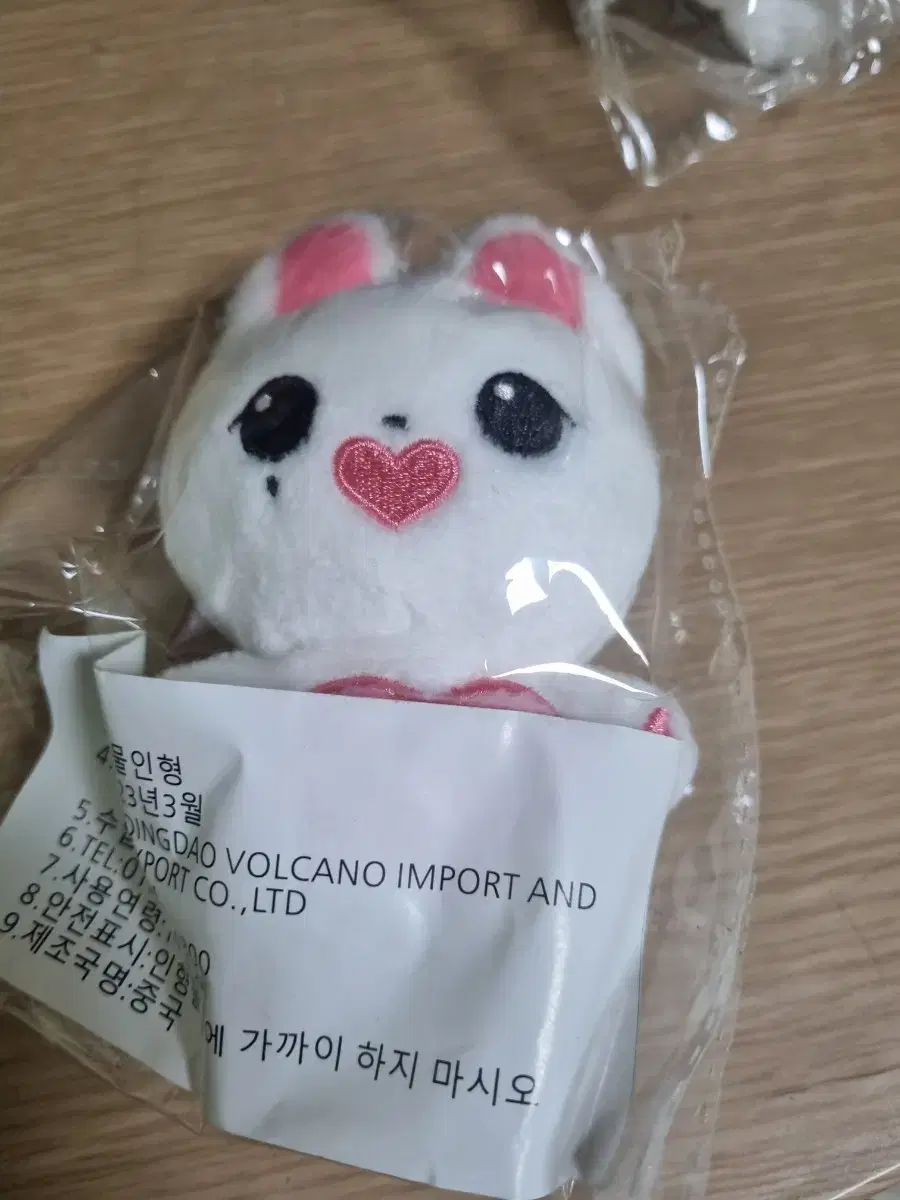 물인형
23년3월
5. 수 QINGDAO VOLCANO IMPORT AND
PORT CO.,LTD
6.TEL:
7.사용연령:
8.안전표시:인형
9.제조국명:중국
에 가까이 하지 마시오.